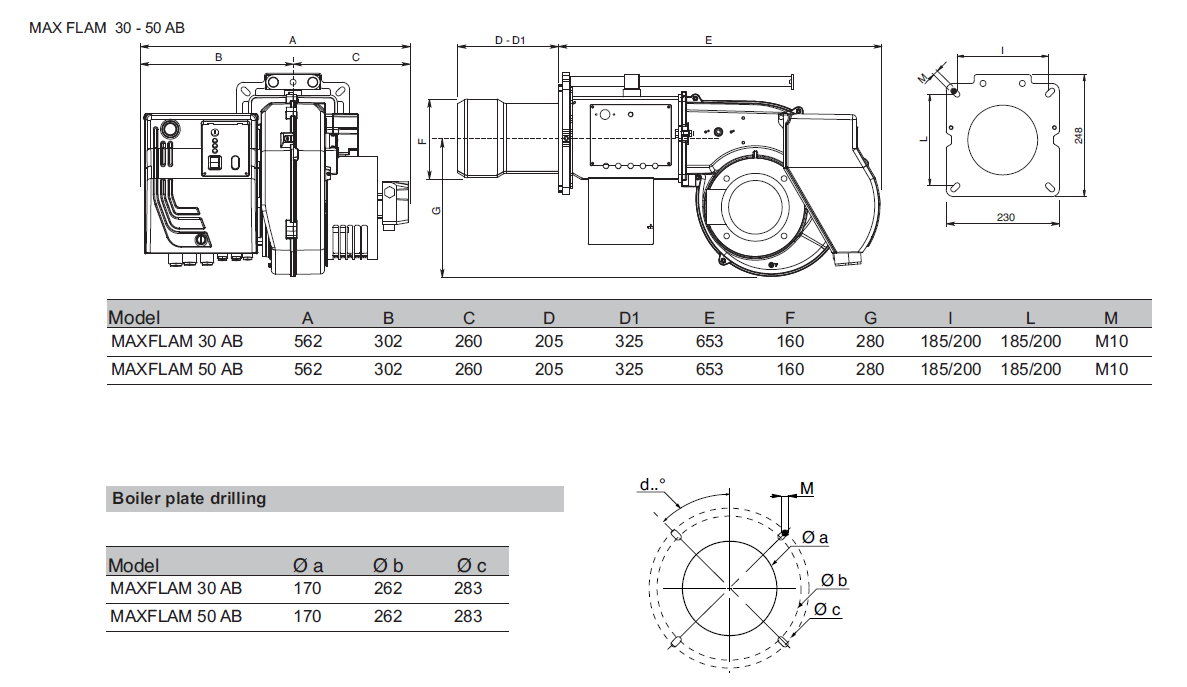 MAX FLAM 30 - 50 AB
A
B
C
D - D1
E
F
G
I
M
L
248
230
Model A B C D D1 E F G I L M
MAXFLAM 30 AB 562 302 260 205 325 653 160 280 185/200 185/200 M10
MAXFLAM 50 AB 562 302 260 205 325 653 160 280 185/200 185/200 M10
Boiler plate drilling
Model Ø a Ø b Ø c
MAXFLAM 30 AB 170 262 283
MAXFLAM 50 AB 170 262 283
d..°
M
Ø a
Ø b
Ø c